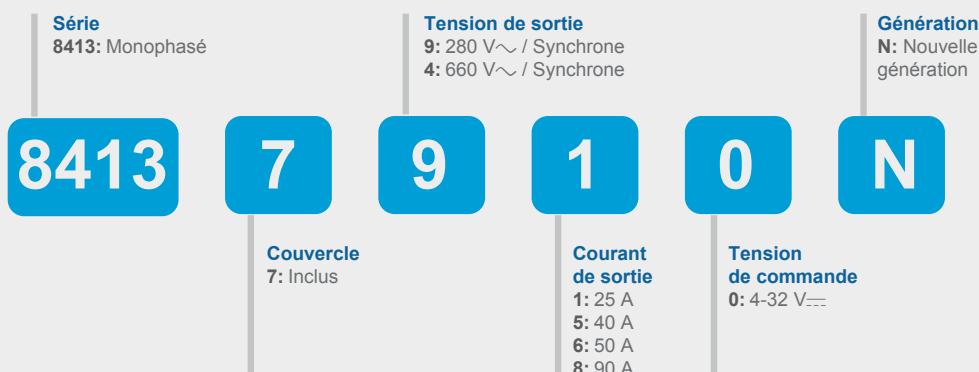 Série
8413: Monophasé
Tension de sortie
9: 280 V～ / Synchrone
4: 660 V～ / Synchrone
Génération
N: Nouvelle
génération
8413 7 9 1 0 N
Couvercle
7: Inclus
Courant
de sortie
1: 25 A
5: 40 A
6: 50 A
8: 90 A
Tension
de commande
0: 4-32 V⎓